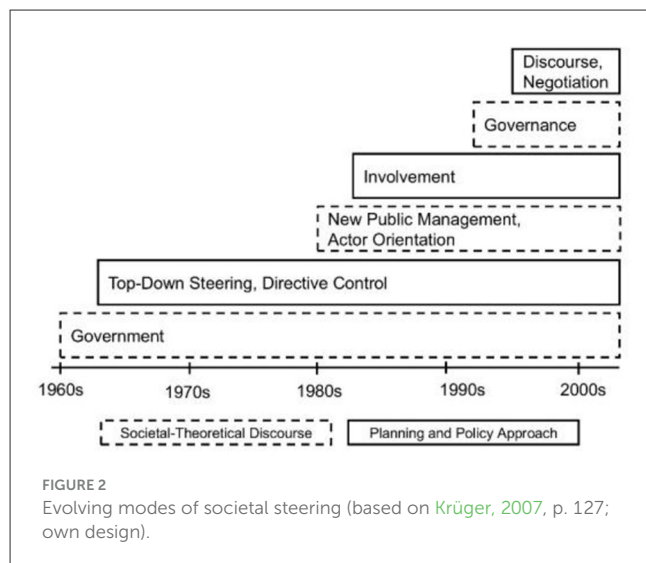 Discourse,
Negotiation
Governance
Involvement
New Public Management,
Actor Orientation
Top-Down Steering, Directive Control
Government
1960s 1970s 1980s 1990s 2000s
Societal-Theoretical Discourse Planning and Policy Approach
FIGURE 2
Evolving modes of societal steering (based on Krüger, 2007, p. 127;
own design).